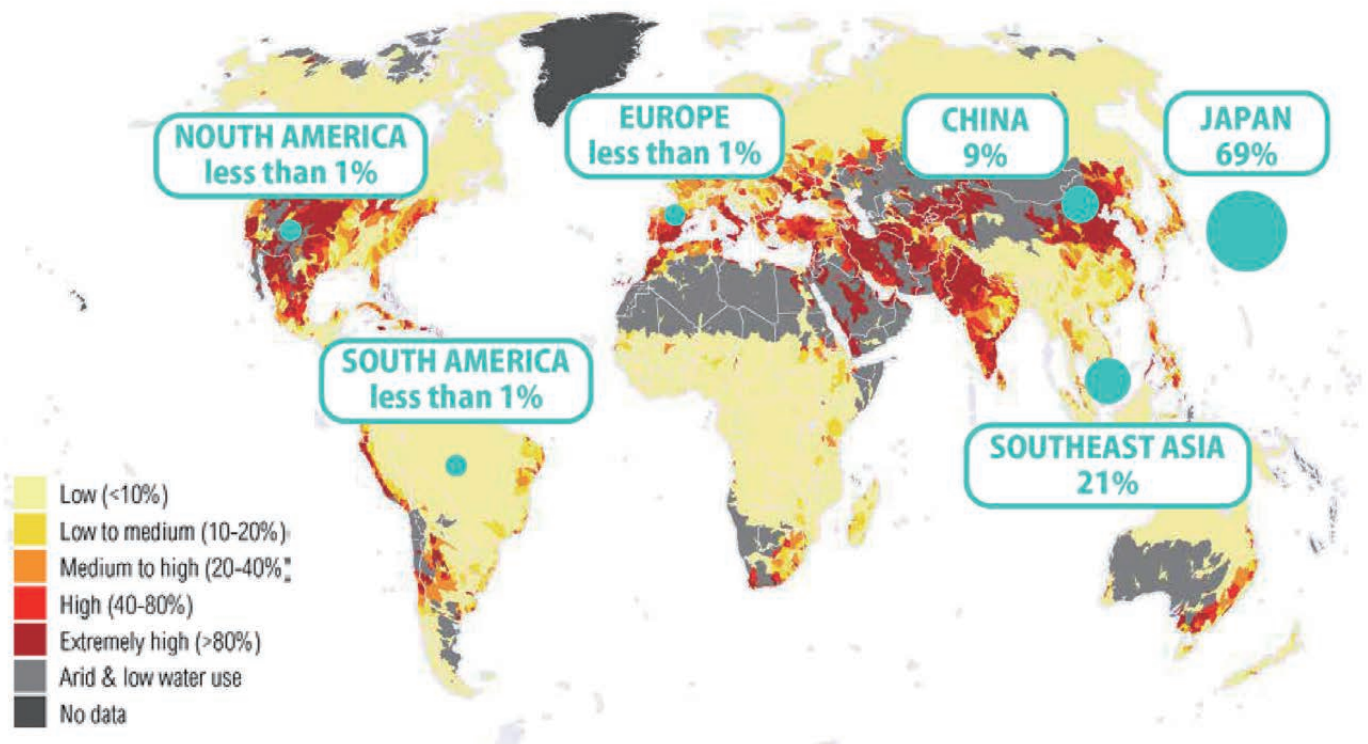 NOUTH AMERICA
less than 1%
EUROPE
less than 1%
CHINA
9%
JAPAN
69%
SOUTH AMERICA
less than 1%
SOUTHEAST ASIA
21%
Low (<10%)
Low to medium (10-20%)
Medium to high (20-40%
High (40-80%)
Extremely high (>80%)
Arid & low water use
No data